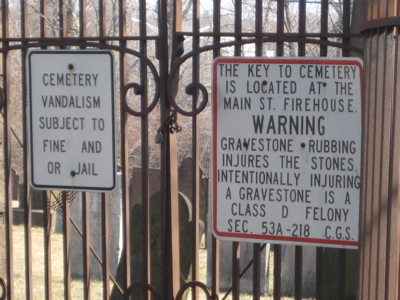 CEMETERY
VANDALISM
SUBJECT TO
FINE AND
OR JAIL
THE KEY TO CEMETERY
IS LOCATED AT THE
MAIN ST. FIREHOUSE.
WARNING
GRAVESTONE RUBBING
INJURES THE STONES.
INTENTIONALLY INJURING
A GRAVESTONE IS A
CLASS D FELONY
SEC. 53A-218 C.G.S.